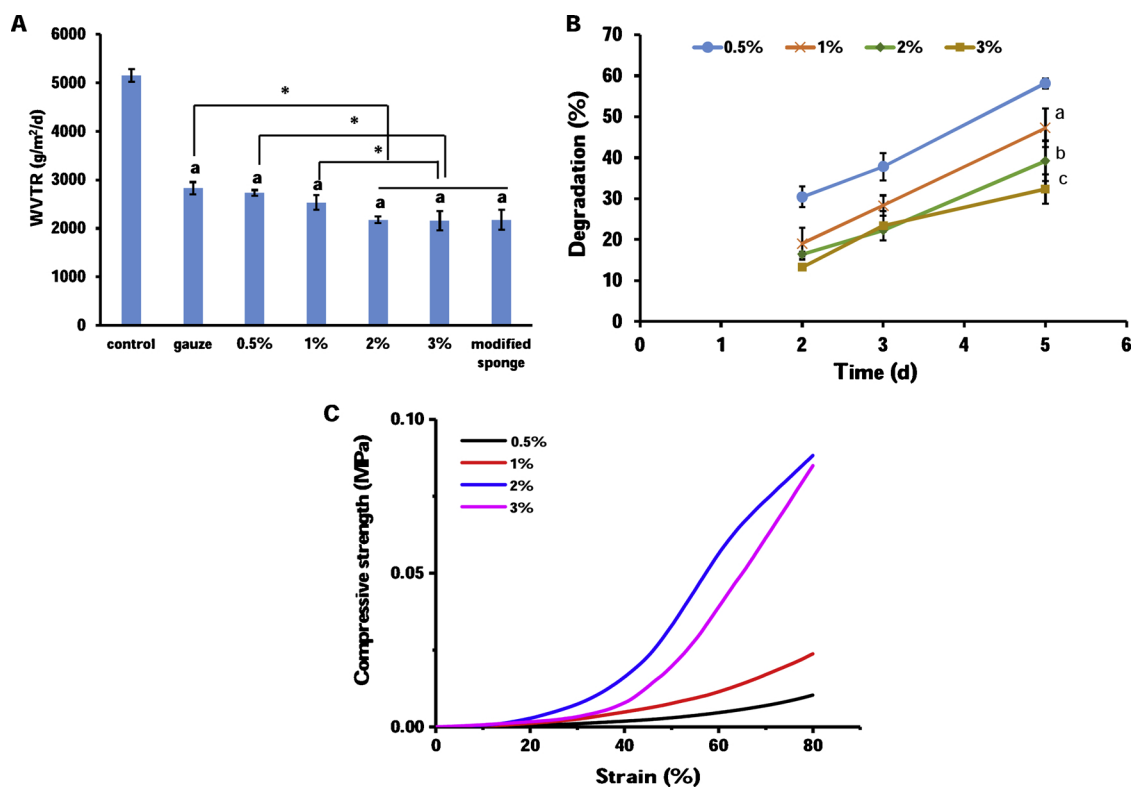 A
WVTR (g/m²/d)
6000
5000
4000
3000
2000
1000
0
*
*
*
a
a
a
a
a
a
control
gauze
0.5%
1%
2%
3%
modified
sponge
B
Degradation (%)
70
60
50
40
30
20
10
0
0.5%
1%
2%
3%
a
b
c
0
1
2
3
4
5
6
Time (d)
C
Compressive strength (MPa)
0.10
0.05
0.00
0.5%
1%
2%
3%
0
20
40
60
80
Strain (%)